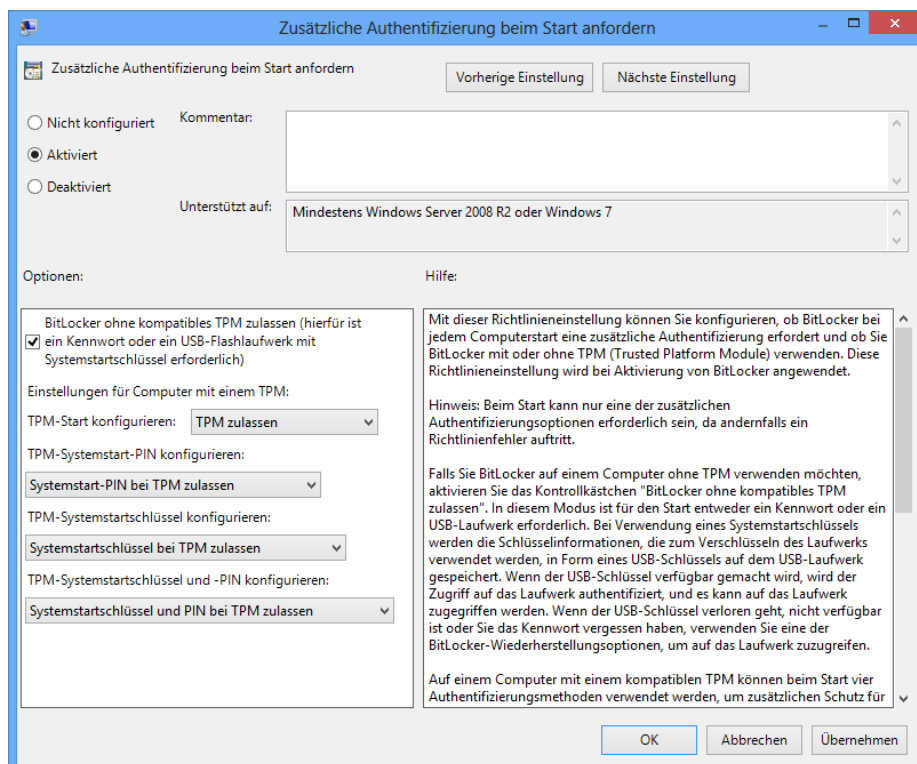 Zusätzliche Authentifizierung beim Start anfordern
Zusätzliche Authentifizierung beim Start anfordern
Vorherige Einstellung
Nächste Einstellung
Nicht konfiguriert
Aktiviert
Deaktiviert
Kommentar:
Unterstützt auf:
Mindestens Windows Server 2008 R2 oder Windows 7
Optionen:
Hilfe:
BitLocker ohne kompatibles TPM zulassen (hierfür ist
ein Kennwort oder ein USB-Flashlaufwerk mit
Systemstartschlüssel erforderlich)
Einstellungen für Computer mit einem TPM:
TPM-Start konfigurieren:
TPM zulassen
TPM-Systemstart-PIN konfigurieren:
Systemstart-PIN bei TPM zulassen
TPM-Systemstartschlüssel konfigurieren:
Systemstartschlüssel bei TPM zulassen
TPM-Systemstartschlüssel und -PIN konfigurieren:
Systemstartschlüssel und PIN bei TPM zulassen
Mit dieser Richtlinieneinstellung können Sie konfigurieren, ob BitLocker bei
jedem Computerstart eine zusätzliche Authentifizierung erfordert und ob Sie
BitLocker mit oder ohne TPM (Trusted Platform Module) verwenden. Diese
Richtlinieneinstellung wird bei Aktivierung von BitLocker angewendet.
Hinweis: Beim Start kann nur eine der zusätzlichen
Authentifizierungsoptionen erforderlich sein, da andernfalls ein
Richtlinienfehler auftritt.
Falls Sie BitLocker auf einem Computer ohne TPM verwenden möchten,
aktivieren Sie das Kontrollkästchen "BitLocker ohne kompatibles TPM
zulassen". In diesem Modus ist für den Start entweder ein Kennwort oder ein
USB-Laufwerk erforderlich. Bei Verwendung eines Systemstartschlüssels
werden die Schlüsselinformationen, die zum Verschlüsseln des Laufwerks
verwendet werden, in Form eines USB-Schlüssels auf dem USB-Laufwerk
gespeichert. Wenn der USB-Schlüssel verfügbar gemacht wird, wird der
Zugriff auf das Laufwerk authentifiziert, und es kann auf das Laufwerk
zugegriffen werden. Wenn der USB-Schlüssel verloren geht, nicht verfügbar
ist oder Sie das Kennwort vergessen haben, verwenden Sie eine der
BitLocker-Wiederherstellungsoptionen, um auf das Laufwerk zuzugreifen.
Auf einem Computer mit einem kompatiblen TPM können beim Start vier
Authentifizierungsmethoden verwendet werden, um zusätzlichen Schutz für
OK
Abbrechen
Übernehmen